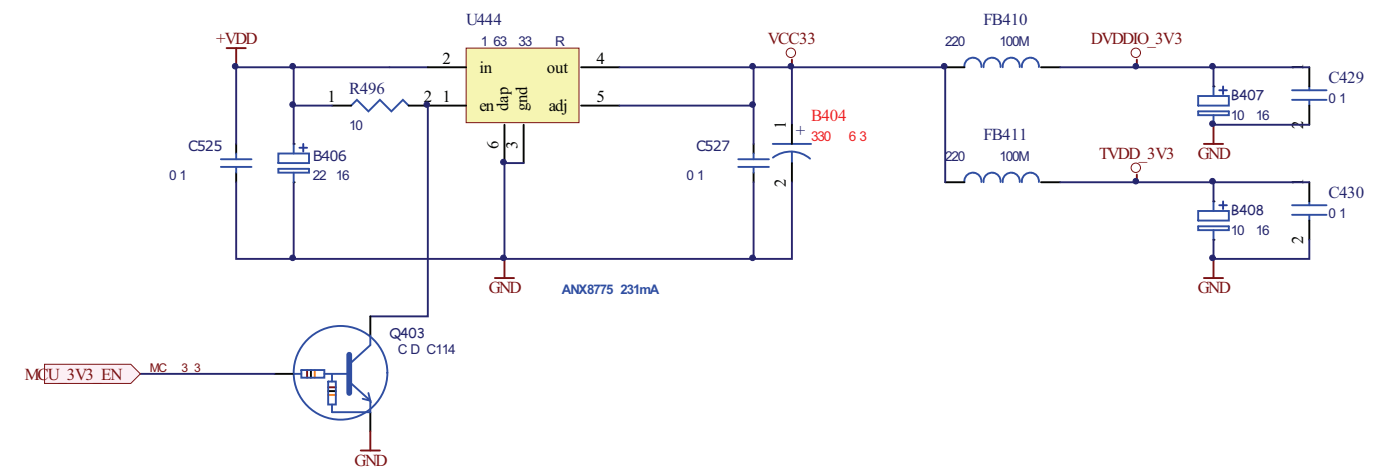 U444
1 63 33 R
+VDD
2 in out 4
1 en adj 5
dap
gnd
6
3
1 R496 2
10
C525
0 1
B406
22 16
VCC33
B404
330 6 3
1
2
C527
0 1
FB410
220 100M
DVDDIO_3V3
B407
10 16
GND
1
C429
0 1
2
FB411
220 100M
TVDD_3V3
B408
10 16
GND
1
C430
0 1
2
GND
ANX8775 231mA
Q403
C D C114
MCU 3V3 EN
MC 3 3
GND